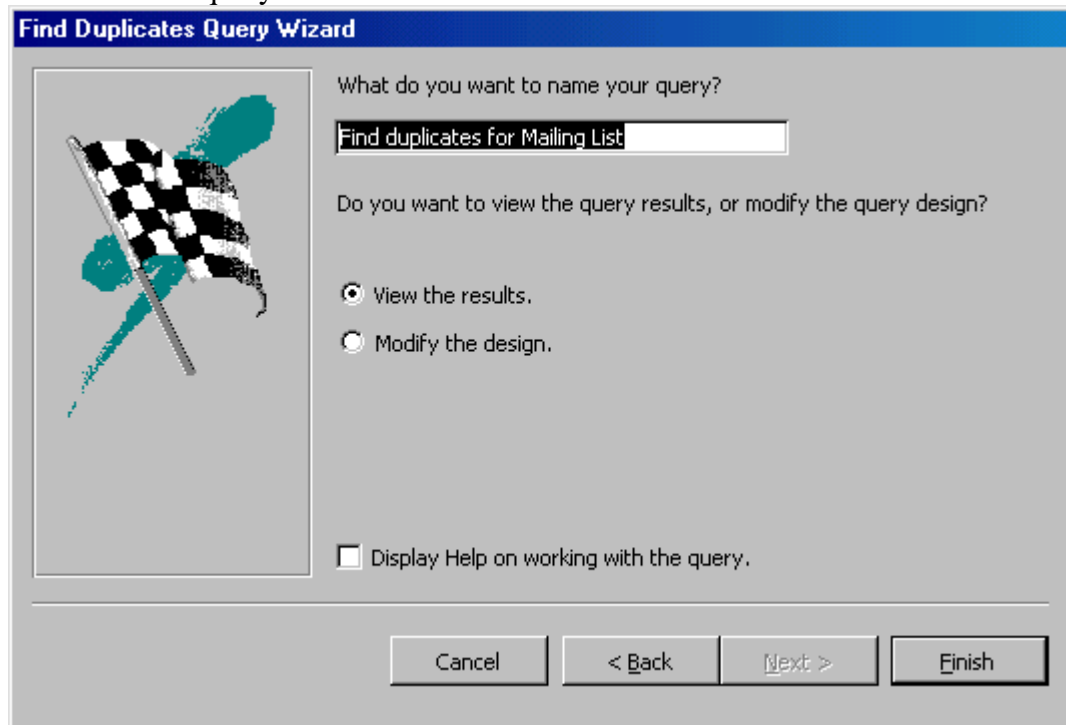 Find Duplicates Query Wizard
What do you want to name your query?
Find duplicates for Mailing List
Do you want to view the query results, or modify the query design?
View the results.
Modify the design.
Display Help on working with the query.
Cancel
< Back
Next >
Finish